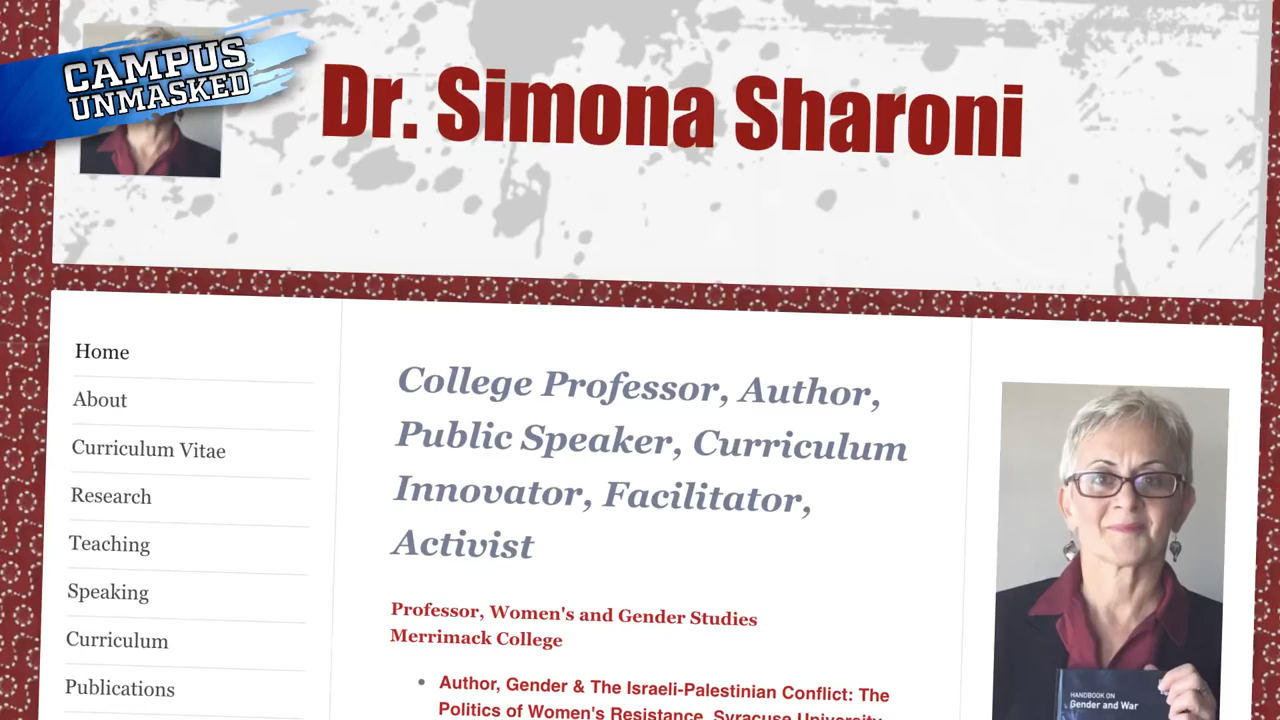 CAMPUS
UNMASKED
Dr. Simona Sharoni
Home
About
Curriculum Vitae
Research
Teaching
Speaking
Curriculum
Publications
College Professor, Author,
Public Speaker, Curriculum
Innovator, Facilitator,
Activist
Professor, Women's and Gender Studies
Merrimack College
• Author, Gender & The Israeli-Palestinian Conflict: The
Politics of Women's Resistance, Syracuse University
HANDBOOK ON
Gender and War